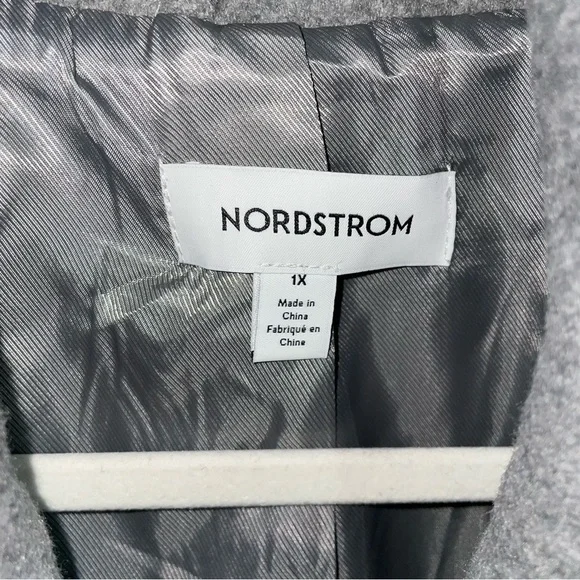 NORDSTROM
1X
Made in
China
Fabriqué en
Chine